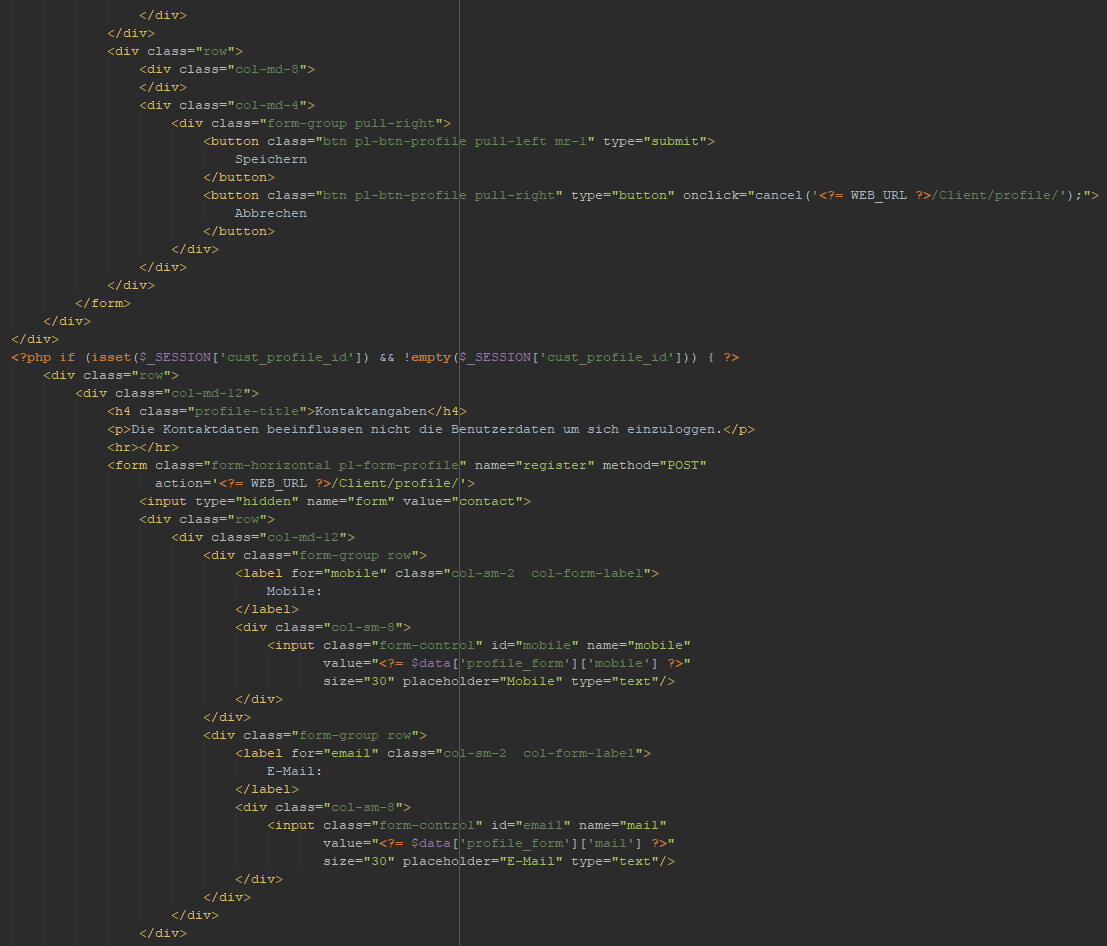 </div>
</div>
<div class="row">
<div class="col-md-8">
</div>
<div class="col-md-4">
<div class="form-group pull-right">
<button class="btn pl-btn-profile pull-left mr-1" type="submit">
Speichern
</button>
<button class="btn pl-btn-profile pull-right" type="button" onclick="cancel('<?= WEB_URL ?>/Client/profile/');">
Abbrechen
</button>
</div>
</div>
</div>
</form>
</div>
</div>
<?php if (isset($_SESSION['cust_profile_id']) && !empty($_SESSION['cust_profile_id'])) { ?>
<div class="row">
<div class="col-md-12">
<h4 class="profile-title">Kontaktangaben</h4>
<p>Die Kontaktdaten beeinflussen nicht die Benutzerdaten um sich einzuloggen.</p>
<hr></hr>
<form class="form-horizontal pl-form-profile" name="register" method="POST"
action='<?= WEB_URL ?>/Client/profile/'>
<input type="hidden" name="form" value="contact">
<div class="row">
<div class="col-md-12">
<div class="form-group row">
<label for="mobile" class="col-sm-2  col-form-label">
Mobile:
</label>
<div class="col-sm-8">
<input class="form-control" id="mobile" name="mobile"
value="<?= $data['profile_form']['mobile'] ?>"
size="30" placeholder="Mobile" type="text"/>
</div>
</div>
<div class="form-group row">
<label for="email" class="col-sm-2  col-form-label">
E-Mail:
</label>
<div class="col-sm-8">
<input class="form-control" id="email" name="mail"
value="<?= $data['profile_form']['mail'] ?>"
size="30" placeholder="E-Mail" type="text"/>
</div>
</div>
</div>
</div>